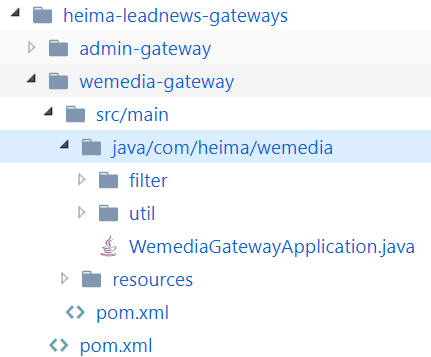 heima-leadnews-gateways
admin-gateway
wemedia-gateway
src/main
java/com/heima/wemedia
filter
util
WemediaGatewayApplication.java
resources
pom.xml
pom.xml